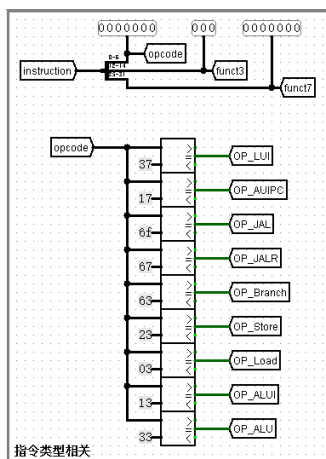 0000000 000 0000000
0-6 opcode
instruction 12-14 funct3
25-31 funct7
opcode
> = < OP_LUI
37
> = < OP_AUIPC
17
> = < OP_JAL
6f
> = < OP_JALR
67
> = < OP_Branch
63
> = < OP_Store
23
> = < OP_Load
03
> = < OP_ALUI
13
> = < OP_ALU
33
指令类型相关